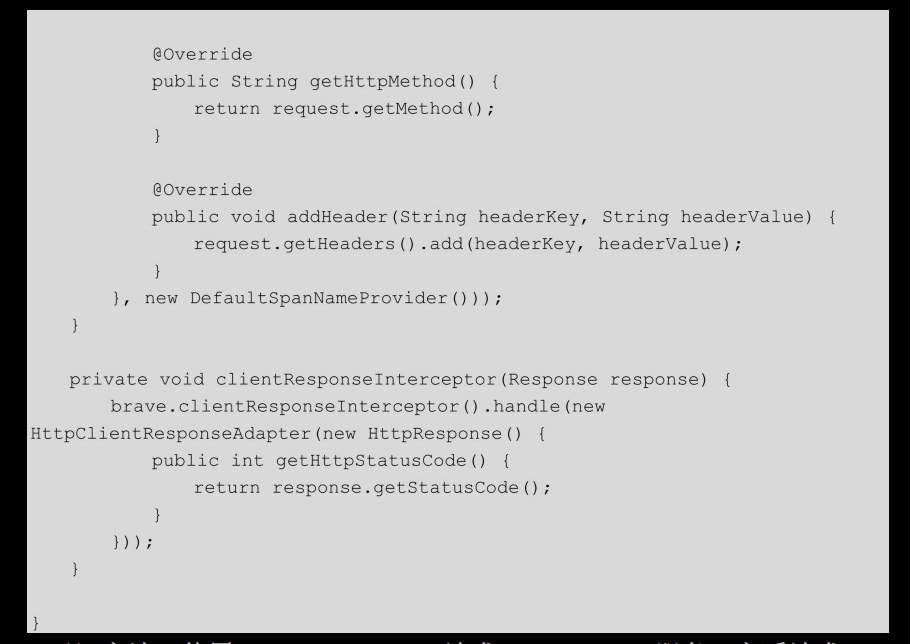 @Override
public String getHttpMethod() {
return request.getMethod();
}
@Override
public void addHeader(String headerKey, String headerValue) {
request.getHeaders().add(headerKey, headerValue);
}
}, new DefaultSpanNameProvider()));
}
private void clientResponseInterceptor(Response response) {
brave.clientResponseInterceptor().handle(new
HttpClientResponseAdapter(new HttpResponse() {
public int getHttpStatusCode() {
return response.getStatusCode();
}
}));
}
}